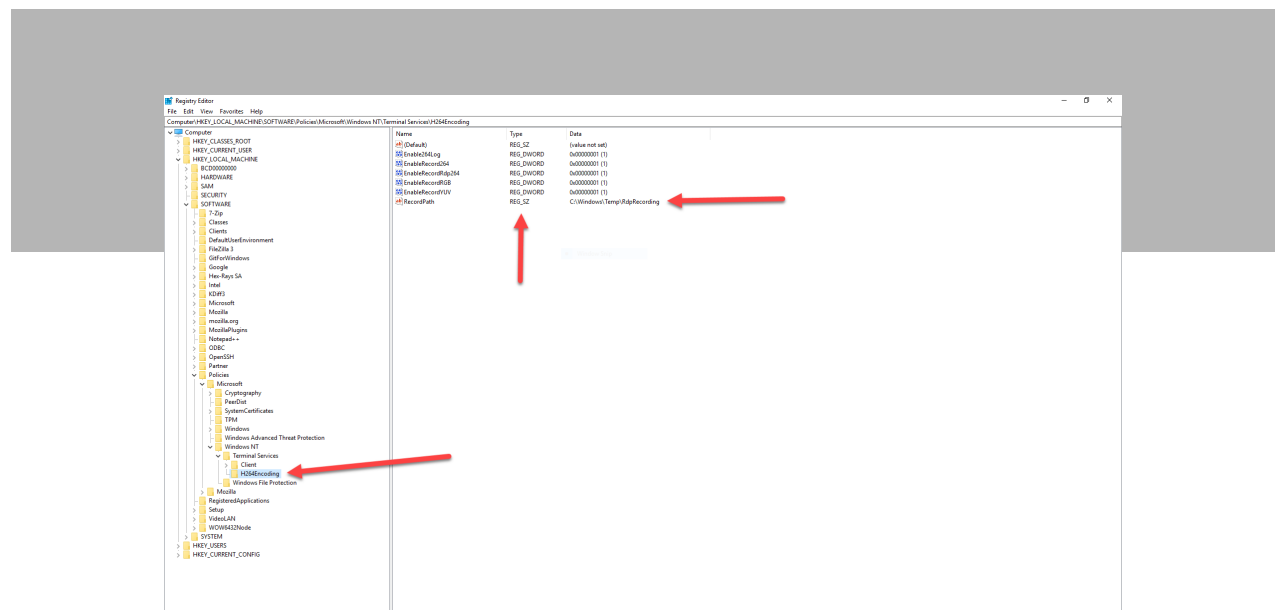 Registry Editor
File Edit View Favorites Help
Computer\HKEY_LOCAL_MACHINE\SOFTWARE\Policies\Microsoft\Windows NT\Terminal Services\H264Encoding
Computer
HKEY_CLASSES_ROOT
HKEY_CURRENT_USER
HKEY_LOCAL_MACHINE
BCD00000000
HARDWARE
SAM
SECURITY
SOFTWARE
7-Zip
Classes
Clients
DefaultUserEnvironment
FileZilla 3
GitForWindows
Google
Hex-Rays SA
Intel
KDiff3
Microsoft
Mozilla
mozilla.org
MozillaPlugins
Notepad++
ODBC
OpenSSH
Partner
Policies
Microsoft
Cryptography
PeerDist
SystemCertificates
TPM
Windows
Windows Advanced Threat Protection
Windows NT
Terminal Services
Client
H264Encoding
Windows File Protection
Mozilla
RegisteredApplications
Setup
VideoLAN
WOW6432Node
SYSTEM
HKEY_USERS
HKEY_CURRENT_CONFIG
Name Type Data
(Default) REG_SZ (value not set)
Enable264Log REG_DWORD 0x00000001 (1)
EnableRecord264 REG_DWORD 0x00000001 (1)
EnableRecordRdp264 REG_DWORD 0x00000001 (1)
EnableRecordRGB REG_DWORD 0x00000001 (1)
EnableRecordYUV REG_DWORD 0x00000001 (1)
RecordPath REG_SZ C:\Windows\Temp\RdpRecording